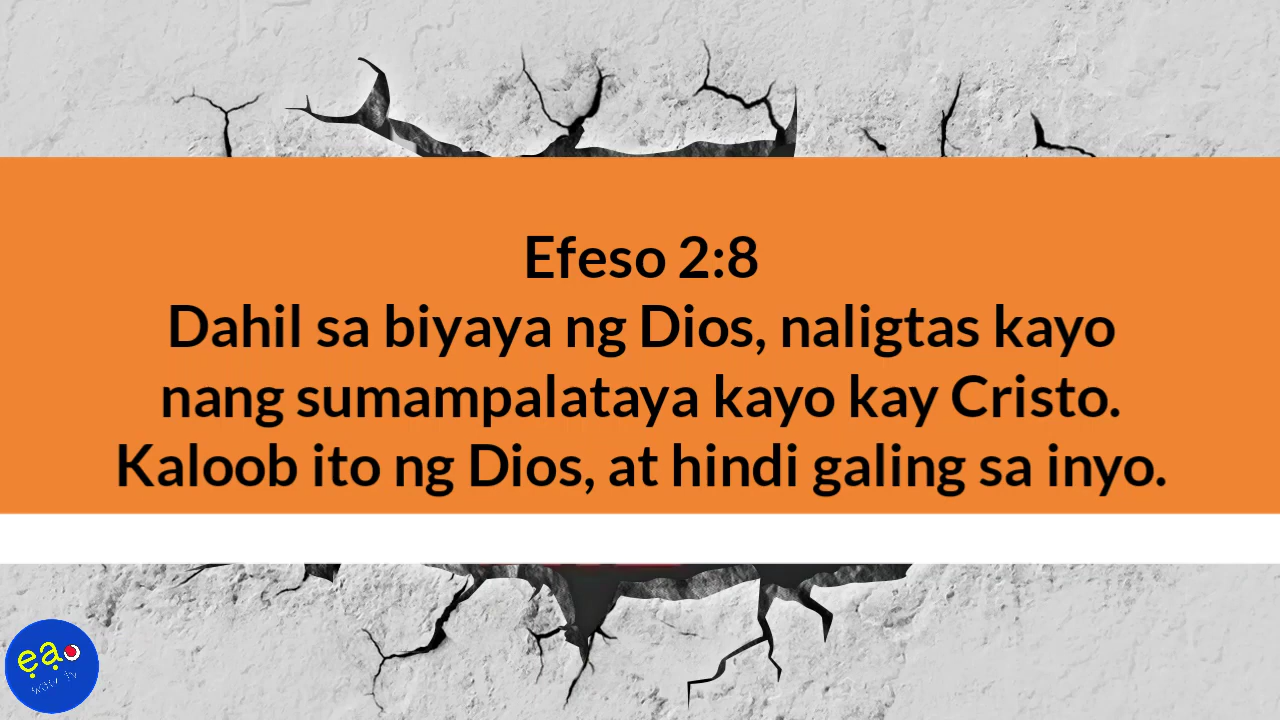 Efeso 2:8
Dahil sa biyaya ng Dios, naligtas kayo
nang sumampalataya kayo kay Cristo.
Kaloob ito ng Dios, at hindi galing sa inyo.